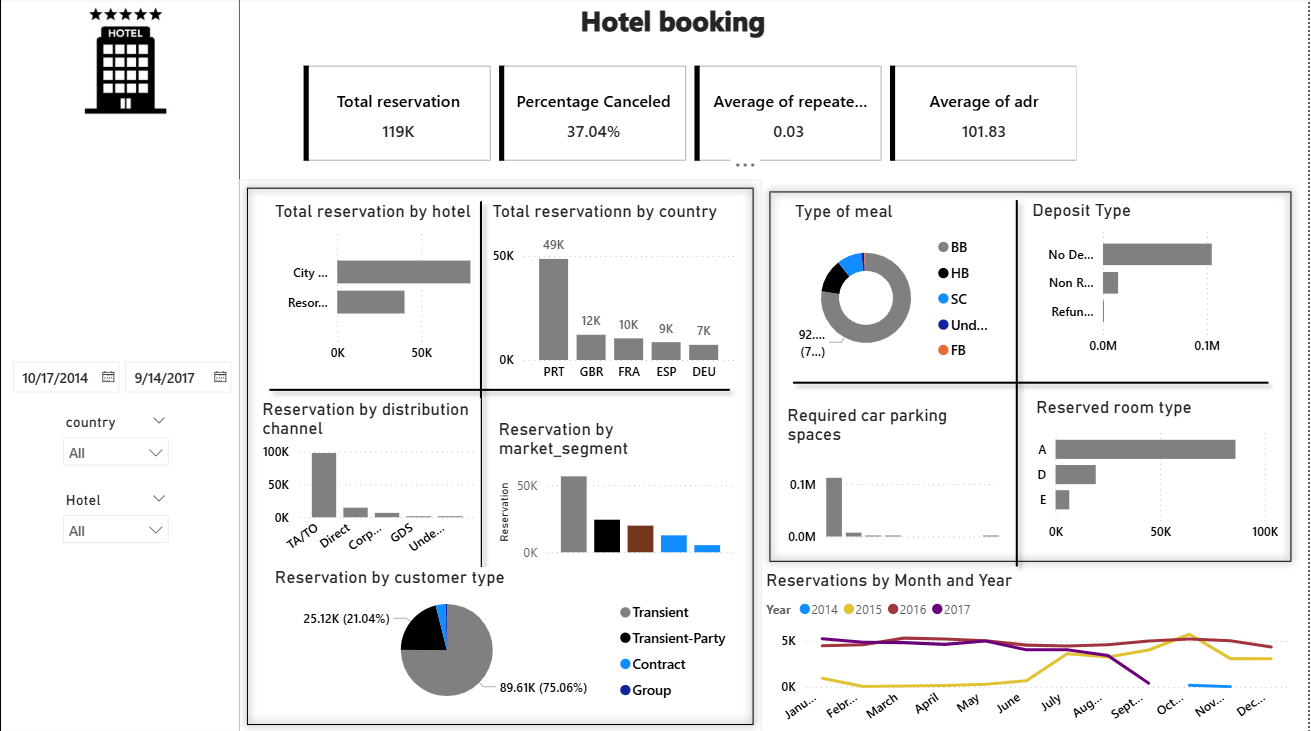 HOTEL
Hotel booking
Total reservation
119K
Percentage Canceled
37.04%
Average of repeate...
0.03
Average of adr
101.83
10/17/2014
9/14/2017
country
All
Hotel
All
Total reservation by hotel
City ...
Resor...
0K 50K
Total reservationn by country
50K
0K
49K
12K
10K
9K
7K
PRT GBR FRA ESP DEU
Reservation by distribution
channel
100K
50K
0K
TA/TO Direct Corp... GDS Unde...
Reservation by
market_segment
Reservation
50K
0K
Reservation by customer type
25.12K (21.04%)
89.61K (75.06%)
Transient
Transient-Party
Contract
Group
Type of meal
92....
(7...)
BB
HB
SC
Und...
FB
Deposit Type
No De...
Non R...
Refun...
0.0M 0.1M
Required car parking
spaces
0.1M
0.0M
Reserved room type
A
D
E
0K 50K 100K
Reservations by Month and Year
Year 2014 2015 2016 2017
5K
0K
Janu... Febr... March April May June July Aug... Sept... Oct... Nov... Dec...